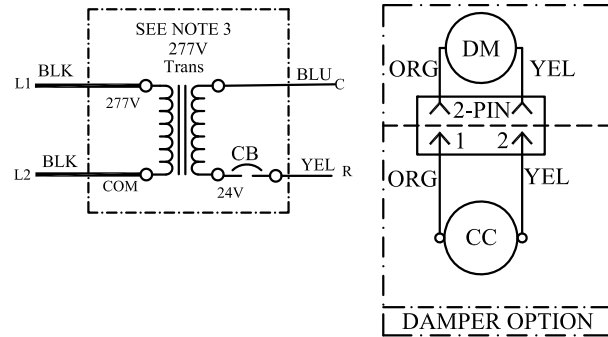 SEE NOTE 3
277V
Trans
L1 BLK
277V
BLU C
L2 BLK
COM
CB
24V
YEL R
DM
ORG YEL
2-PIN
1 2
ORG YEL
CC
DAMPER OPTION